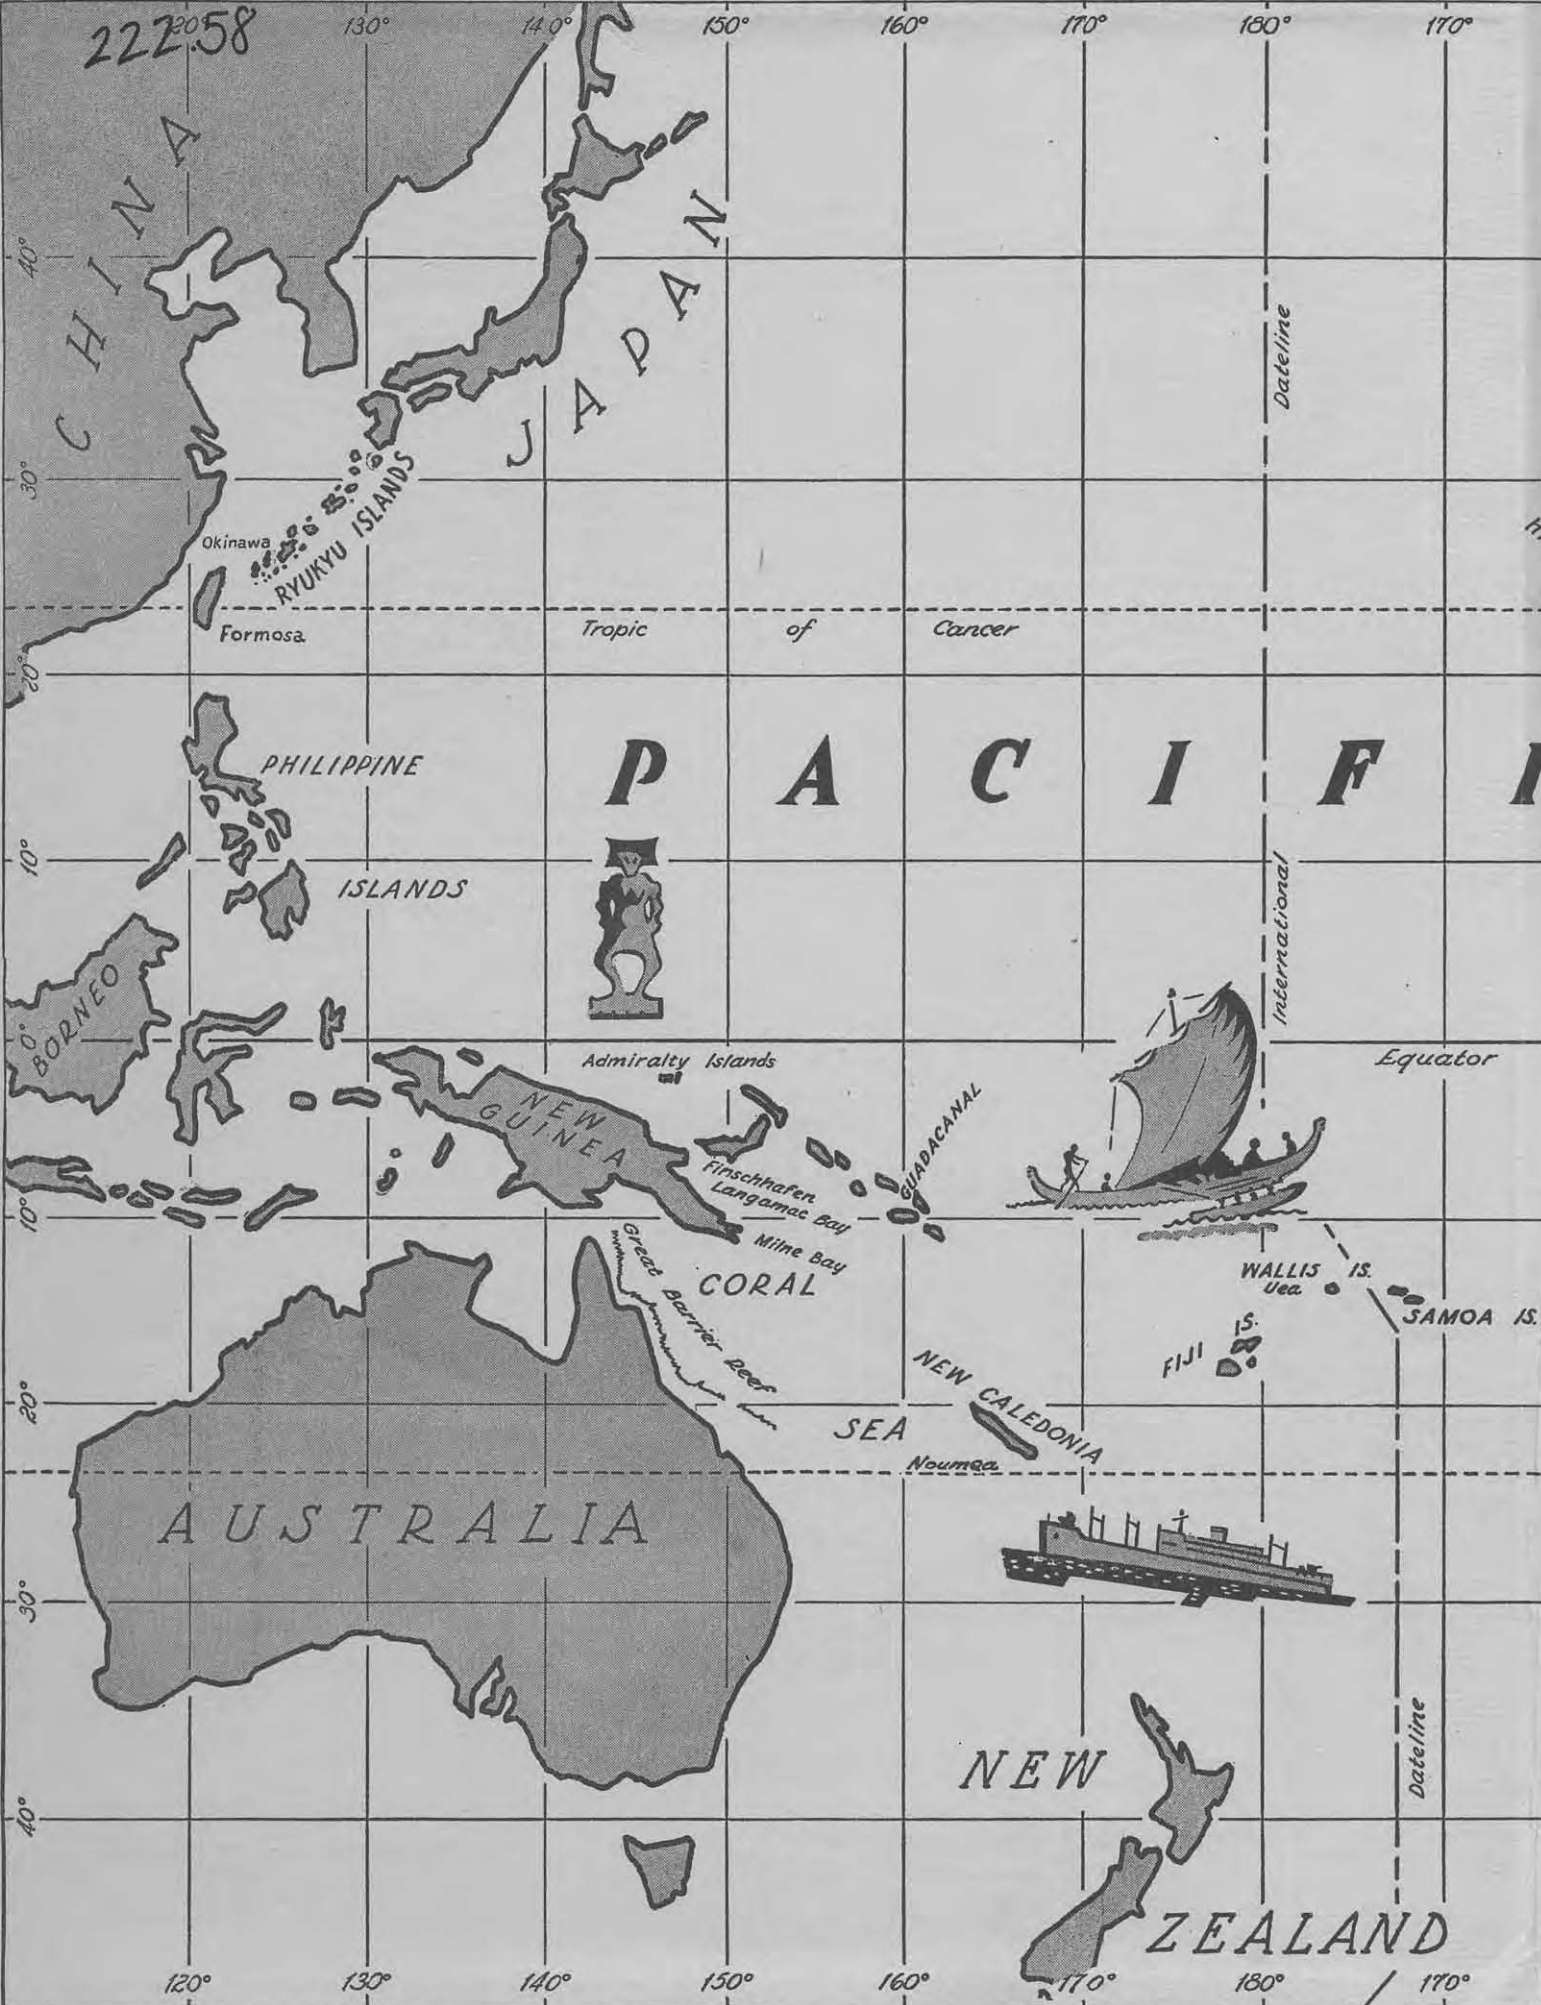 222.58
120° 130° 140° 150° 160° 170° 180° 170°
CHINA
JAPAN
40°
Dateline
30°
RYUKYU ISLANDS
Okinawa
Formosa
Tropic of Cancer
20°
PHILIPPINE
ISLANDS
PACIFI
10°
International
BORNEO
0°
Admiralty Islands
Equator
NEW
GUINEA
GUADACANAL
Finschhafen
Langamac Bay
Milne Bay
10°
Great Barrier Reef
CORAL
SEA
WALLIS IS.
Uea
SAMOA IS.
FIJI IS.
NEW CALEDONIA
Noumea
20°
AUSTRALIA
30°
NEW
ZEALAND
Dateline
40°
120° 130° 140° 150° 160° 170° 180° 170°